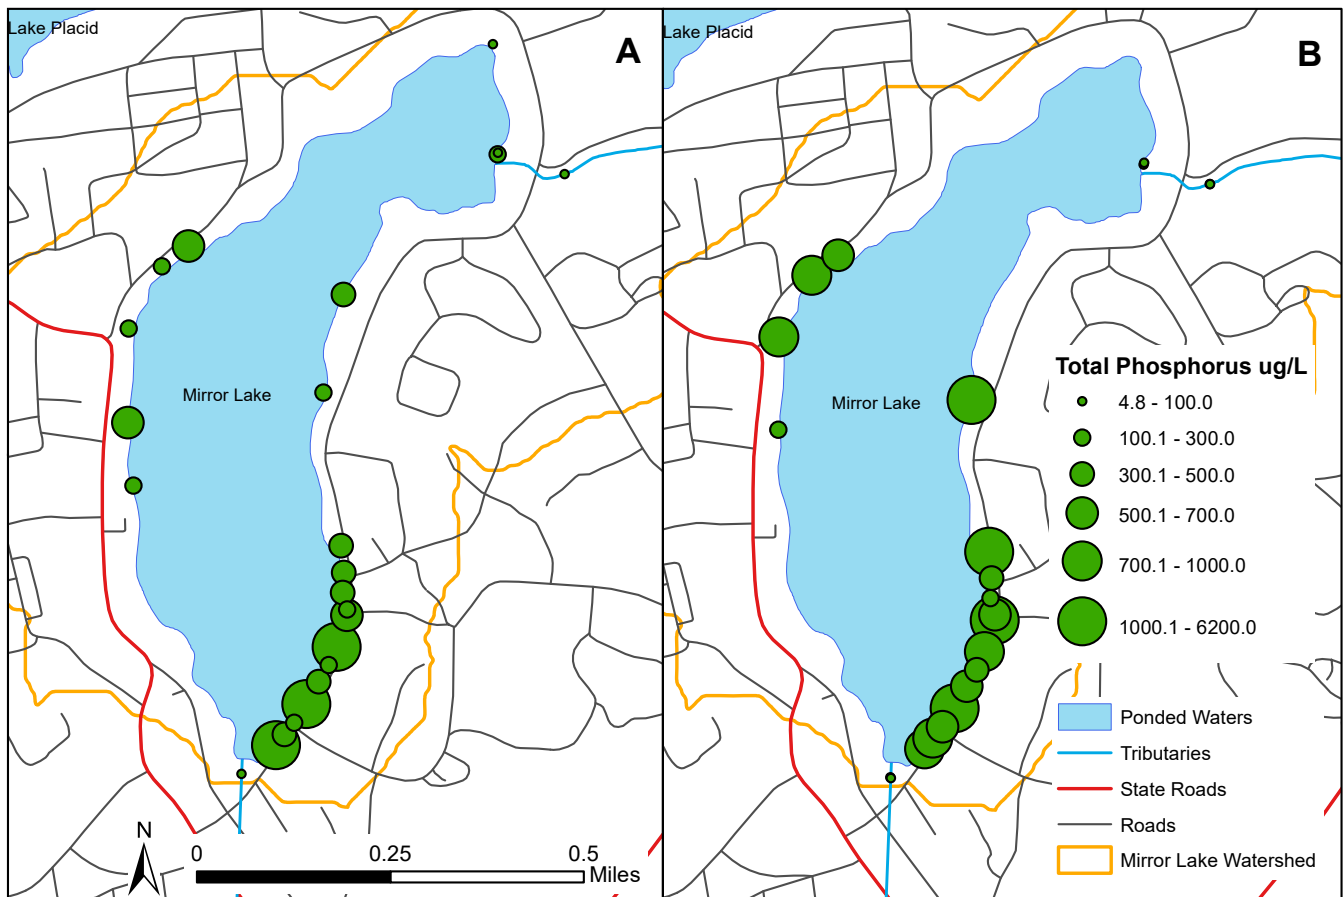 Lake Placid
A
Mirror Lake
N
0 0.25 0.5
Miles
Lake Placid
B
Mirror Lake
Total Phosphorus ug/L
4.8 - 100.0
100.1 - 300.0
300.1 - 500.0
500.1 - 700.0
700.1 - 1000.0
1000.1 - 6200.0
Ponded Waters
Tributaries
State Roads
Roads
Mirror Lake Watershed